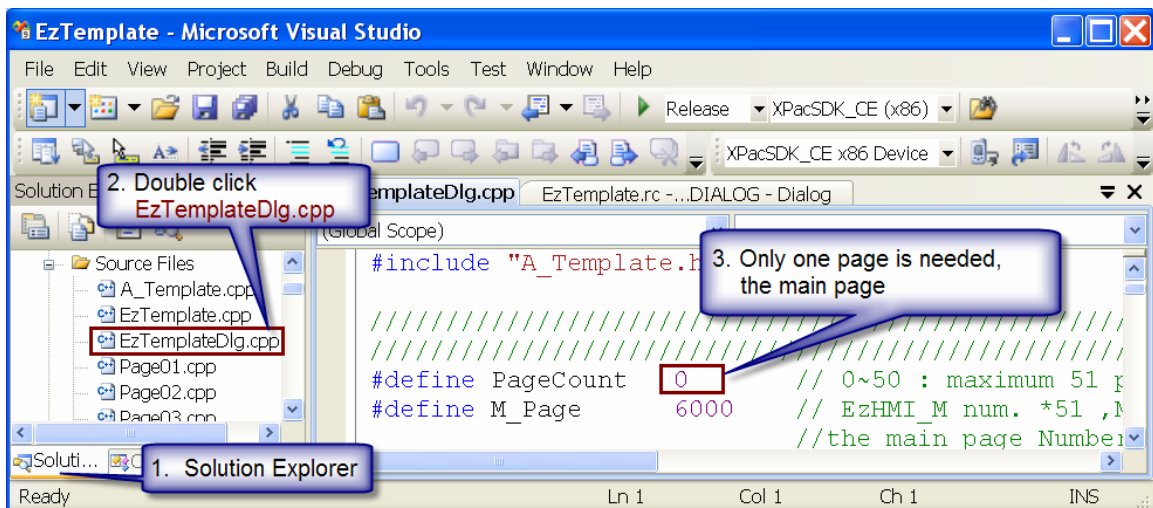 EzTemplate - Microsoft Visual Studio
File Edit View Project Build Debug Tools Test Window Help
Release XPacSDK_CE (x86)
XPacSDK_CE x86 Device
Solution E
2. Double click
EzTemplateDlg.cpp
emplateDlg.cpp EzTemplate.rc -...DIALOG - Dialog
(Global Scope)
Source Files
A_Template.cpp
EzTemplate.cpp
EzTemplateDlg.cpp
Page01.cpp
Page02.cpp
Page03.cpp
#include "A_Template.h
3. Only one page is needed,
the main page
////////////////////////////////////////////
////////////////////////////////////////////
#define PageCount 0 // 0~50 : maximum 51 p
#define M_Page 6000 // EzHMI_M num. *51 ,M
//the main page Number
Soluti... C
1. Solution Explorer
Ready Ln 1 Col 1 Ch 1 INS